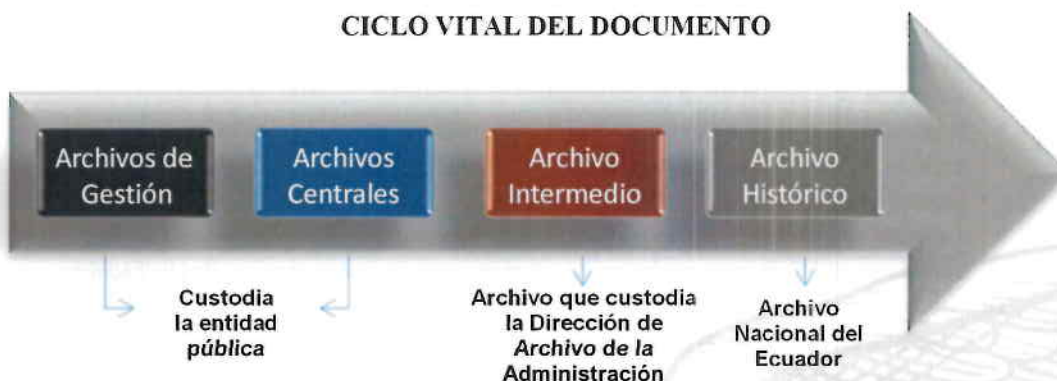 CICLO VITAL DEL DOCUMENTO
Archivos de
Gestión
Archivos
Centrales
Archivo
Intermedio
Archivo
Histórico
Custodia
la entidad
pública
Archivo que custodia
la Dirección de
Archivo de la
Administración
Archivo
Nacional del
Ecuador